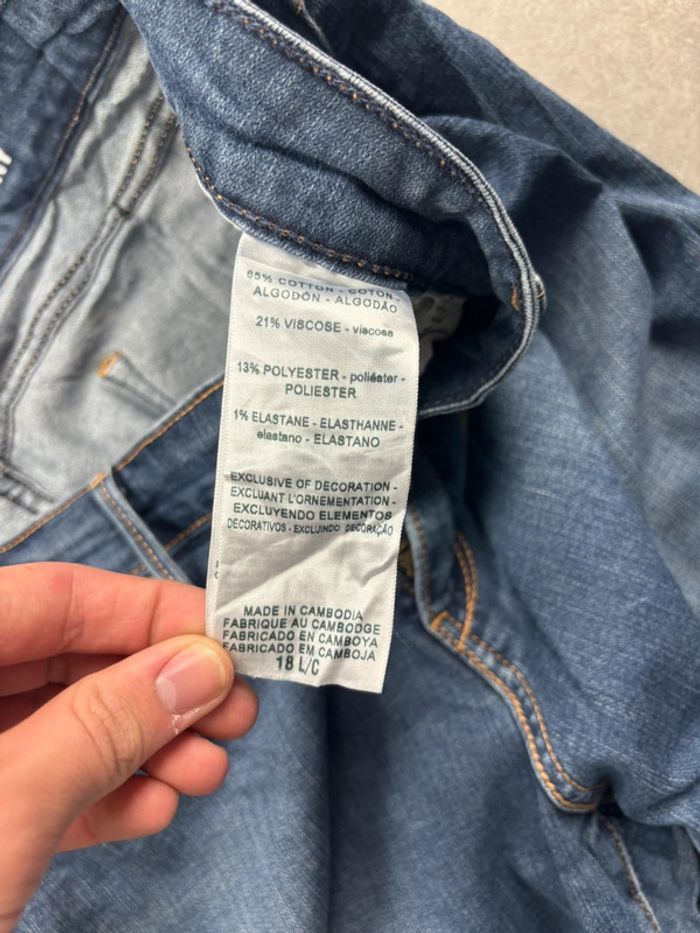 65% COTTON - COTON -
ALGODÓN - ALGODÃO
21% VISCOSE - viscosa
13% POLYESTER - poliéster -
POLIESTER
1% ELASTANE - ELASTHANNE -
elastano - ELASTANO
EXCLUSIVE OF DECORATION -
EXCLUANT L'ORNEMENTATION -
EXCLUYENDO ELEMENTOS
DECORATIVOS - EXCLUINDO DECORAÇÃO
MADE IN CAMBODIA
FABRIQUE AU CAMBODGE
FABRICADO EN CAMBOYA
FABRICADO EM CAMBOJA
18 L/C